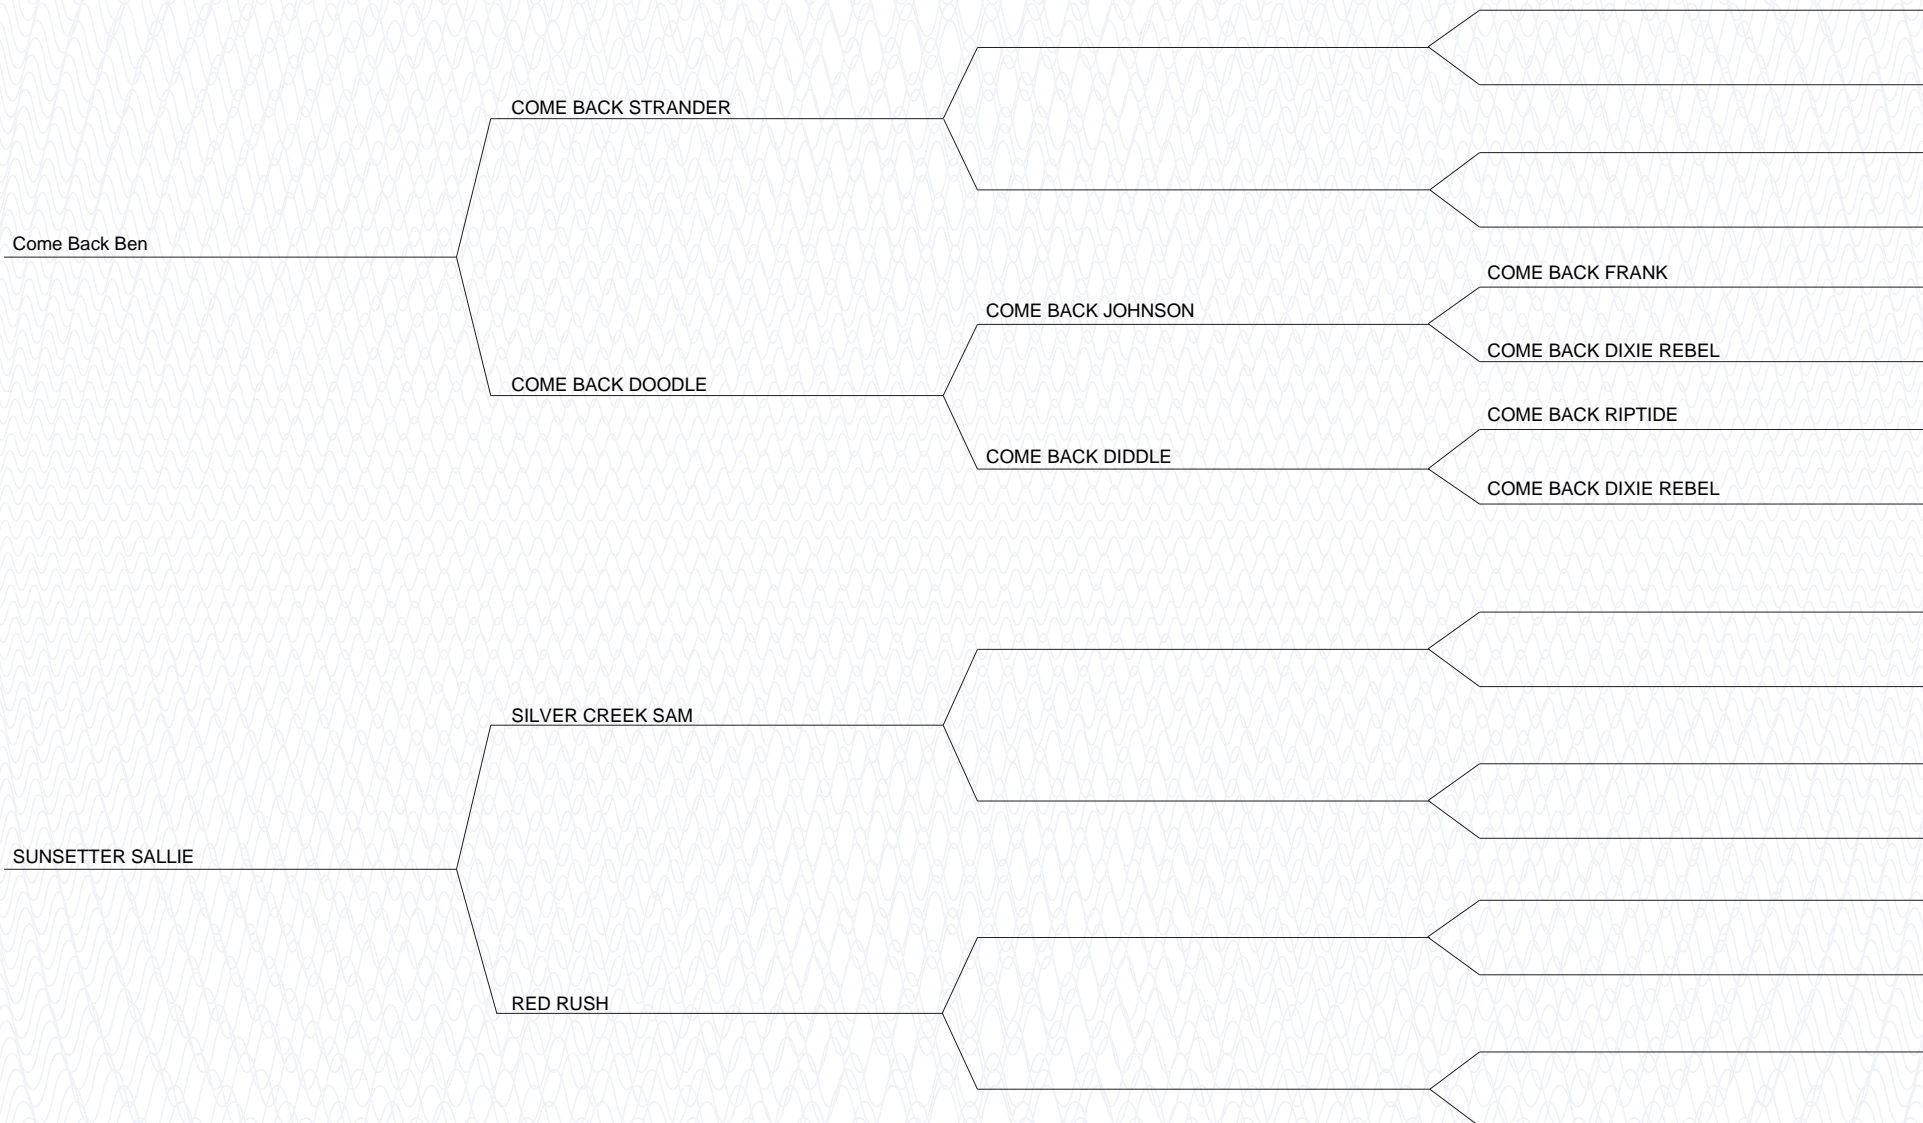 COME BACK STRANDER
Come Back Ben
COME BACK FRANK
COME BACK JOHNSON
COME BACK DIXIE REBEL
COME BACK DOODLE
COME BACK RIPTIDE
COME BACK DIDDLE
COME BACK DIXIE REBEL
SILVER CREEK SAM
SUNSETTER SALLIE
RED RUSH